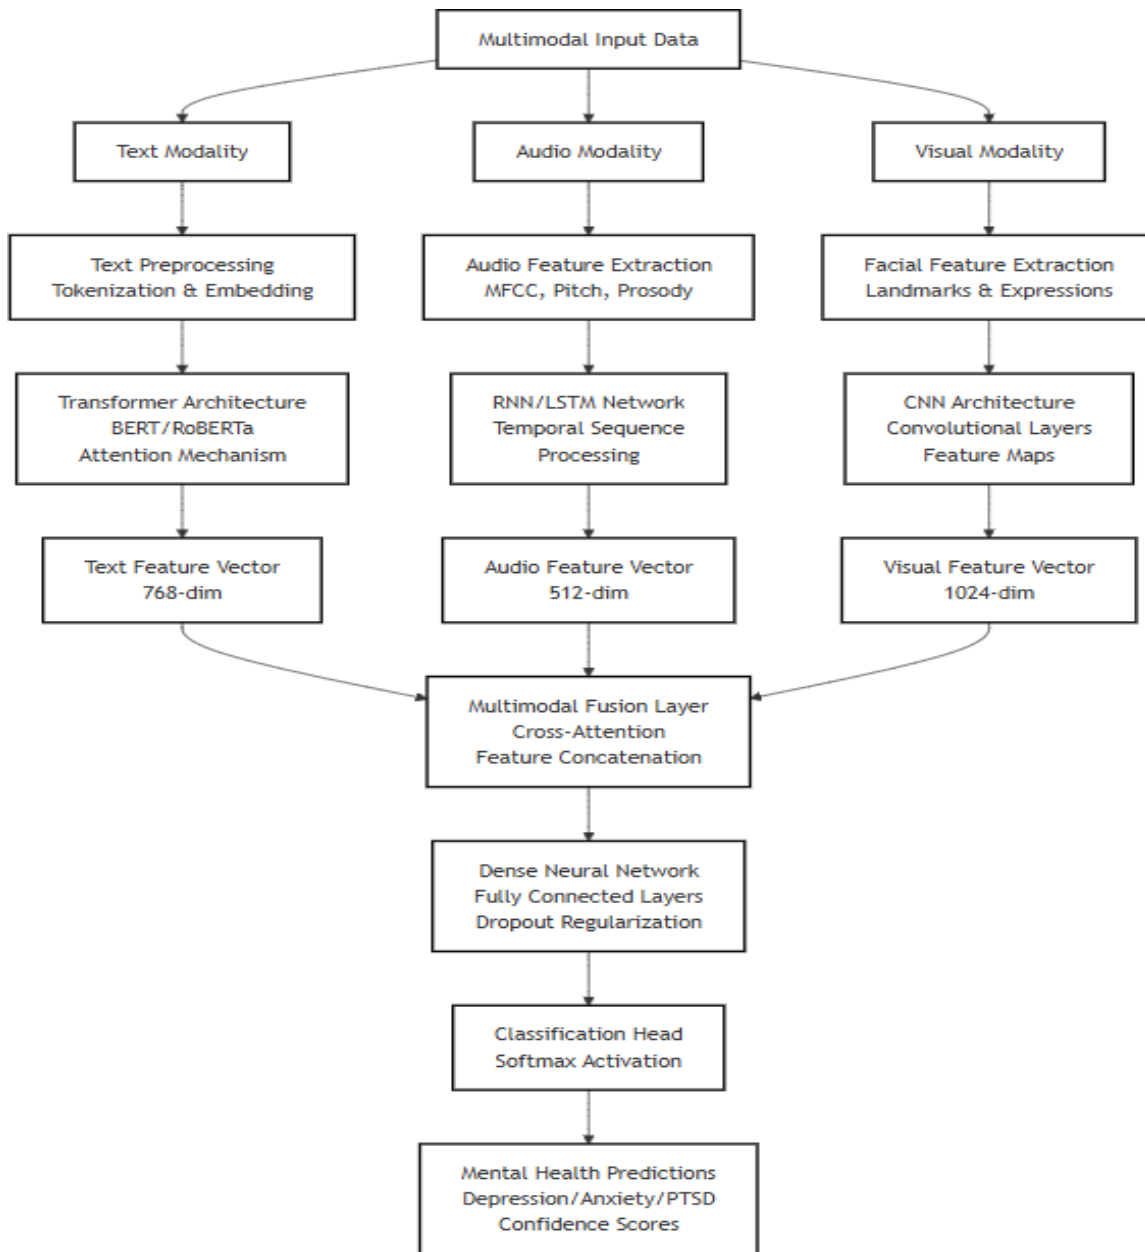 Multimodal Input Data
Text Modality
Audio Modality
Visual Modality
Text Preprocessing
Tokenization & Embedding
Audio Feature Extraction
MFCC, Pitch, Prosody
Facial Feature Extraction
Landmarks & Expressions
Transformer Architecture
BERT/RoBERTa
Attention Mechanism
RNN/LSTM Network
Temporal Sequence
Processing
CNN Architecture
Convolutional Layers
Feature Maps
Text Feature Vector
768-dim
Audio Feature Vector
512-dim
Visual Feature Vector
1024-dim
Multimodal Fusion Layer
Cross-Attention
Feature Concatenation
Dense Neural Network
Fully Connected Layers
Dropout Regularization
Classification Head
Softmax Activation
Mental Health Predictions
Depression/Anxiety/PTSD
Confidence Scores